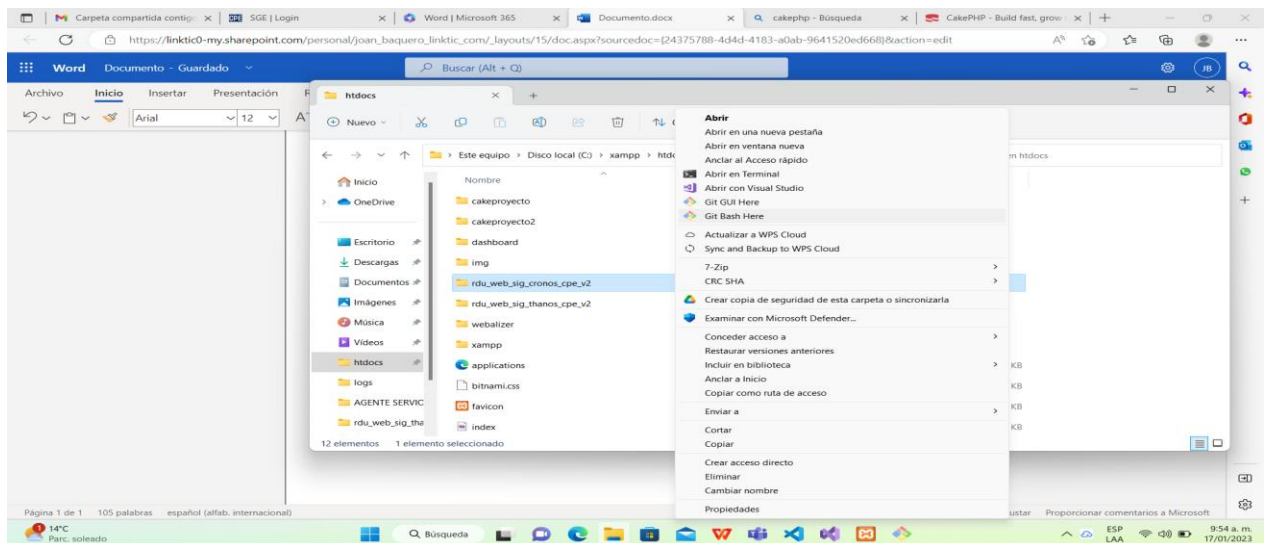 Carpeta compartida contigo
SGE | Login
Word | Microsoft 365
Documento.docx
cakephp - Búsqueda
CakePHP - Build fast, grow
https://linktic0-my.sharepoint.com/personal/joan_baquero_linktic_com/_layouts/15/doc.aspx?sourcedoc={24375788-4d4d-4183-a0ab-9641520ed668}&action=edit
Word Documento - Guardado
Buscar (Alt + Q)
JB
Archivo Inicio Insertar Presentación
Arial 12
htdocs
Nuevo
Este equipo > Disco local (C:) > xampp > htdo
en htdocs
Inicio
OneDrive
Escritorio
Descargas
Documentos
Imágenes
Música
Vídeos
htdocs
logs
AGENTE SERVIC
rdu_web_sig_tha
Nombre
cakeproyecto
cakeproyecto2
dashboard
img
rdu_web_sig_cronos_cpe_v2
rdu_web_sig_thanos_cpe_v2
webalizer
xampp
applications
bitnami.css
favicon
index
KB
KB
KB
KB
12 elementos 1 elemento seleccionado
Abrir
Abrir en una nueva pestaña
Abrir en ventana nueva
Anclar al Acceso rápido
Abrir en Terminal
Abrir con Visual Studio
Git GUI Here
Git Bash Here
Actualizar a WPS Cloud
Sync and Backup to WPS Cloud
7-Zip
CRC SHA
Crear copia de seguridad de esta carpeta o sincronizarla
Examinar con Microsoft Defender...
Conceder acceso a
Restaurar versiones anteriores
Incluir en biblioteca
Anclar a Inicio
Copiar como ruta de acceso
Enviar a
Cortar
Copiar
Crear acceso directo
Eliminar
Cambiar nombre
Propiedades
Página 1 de 1 105 palabras español (alfab. internacional)
ustar Proporcionar comentarios a Microsoft
1
14°C
Parc. soleado
Búsqueda
ESP
LAA
9:54 a. m.
17/01/2023